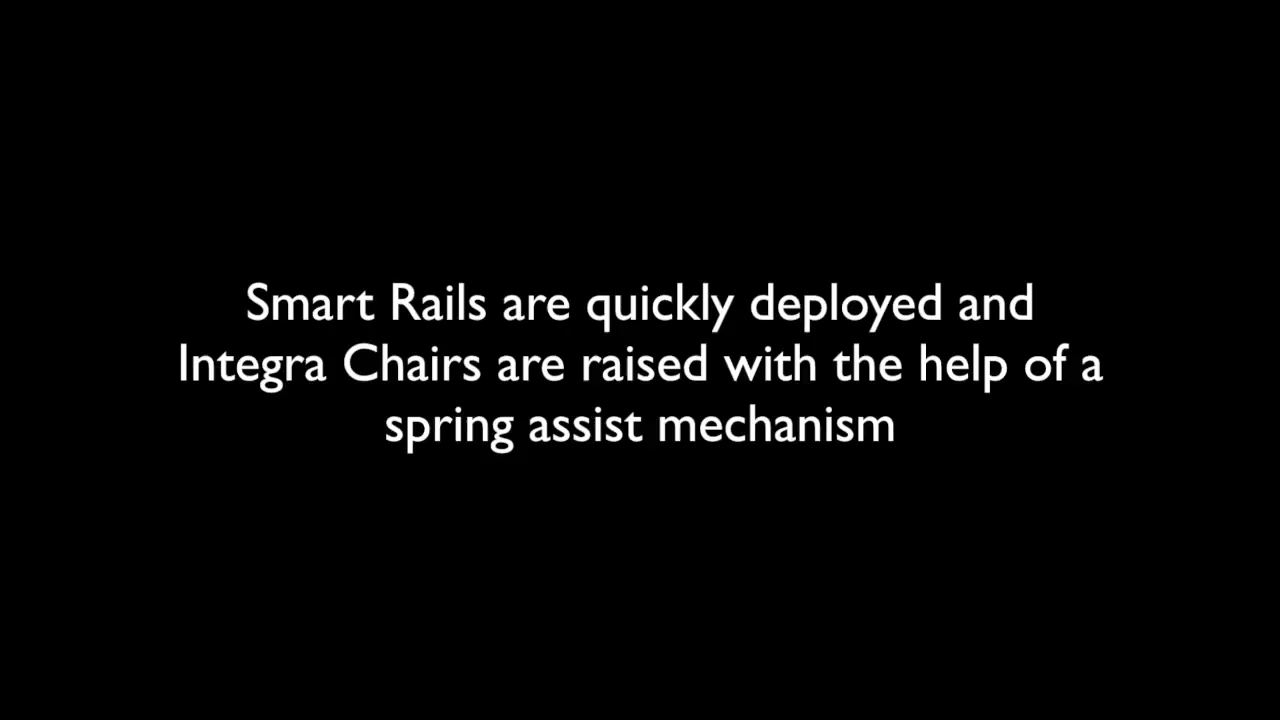 Smart Rails are quickly deployed and
Integra Chairs are raised with the help of a
spring assist mechanism